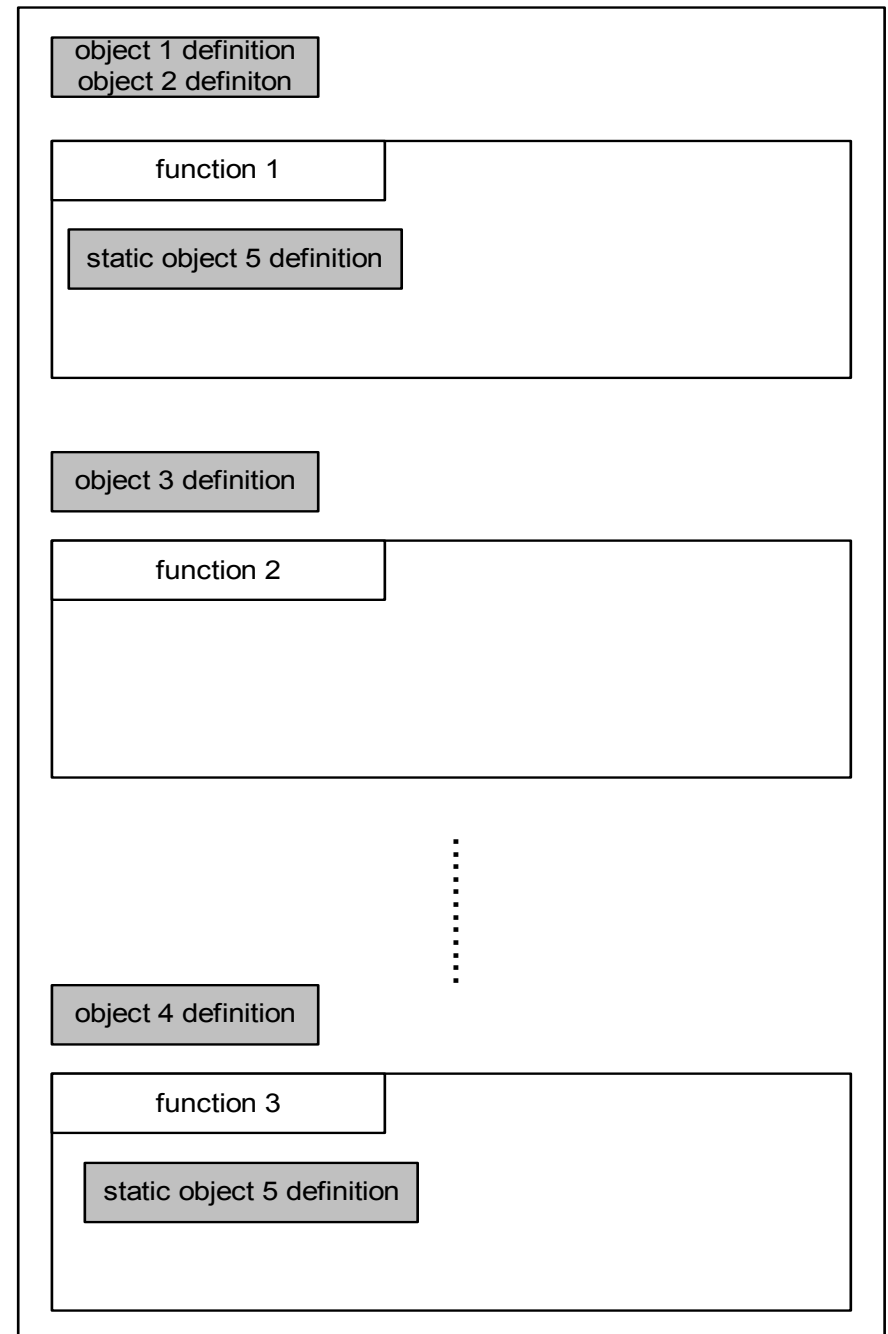 object 1 definition
object 2 definiton
function 1
static object 5 definition
object 3 definition
function 2
object 4 definition
function 3
static object 5 definition